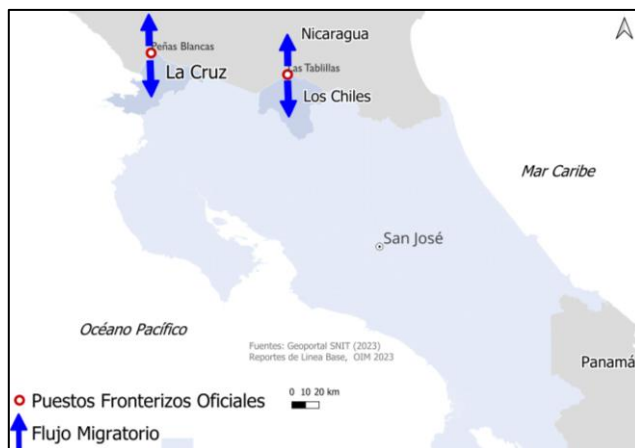 Nicaragua
Peñas Blancas
La Cruz
Las Tablillas
Los Chiles
Mar Caribe
San José
Océano Pacífico
Fuentes: Geoportal SNIT (2023)
Reportes de Linea Base, OIM 2023
Panamá
Puestos Fronterizos Oficiales
0 10 20 km
Flujo Migratorio